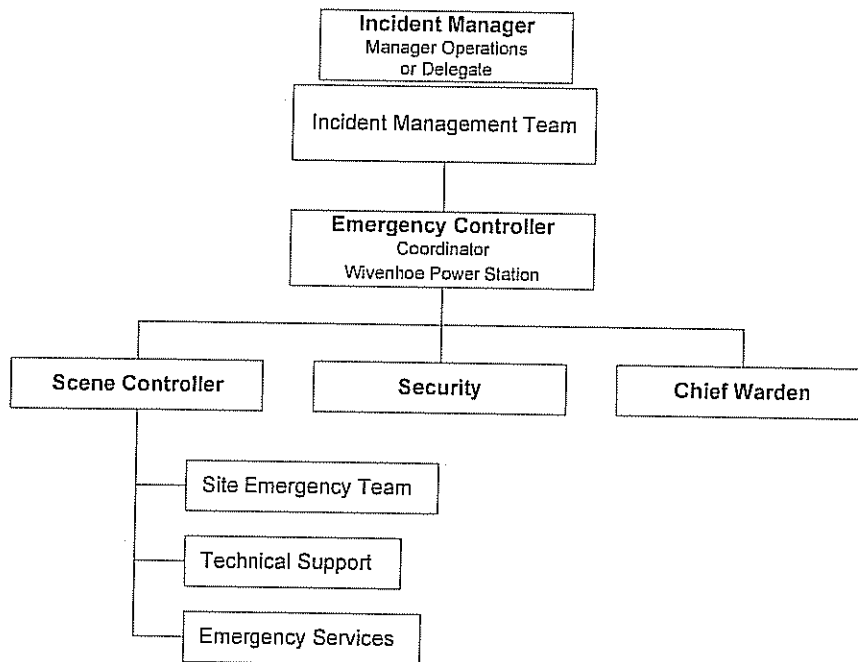 Incident Manager
Manager Operations
or Delegate
Incident Management Team
Emergency Controller
Coordinator
Wivenhoe Power Station
Scene Controller
Security
Chief Warden
Site Emergency Team
Technical Support
Emergency Services